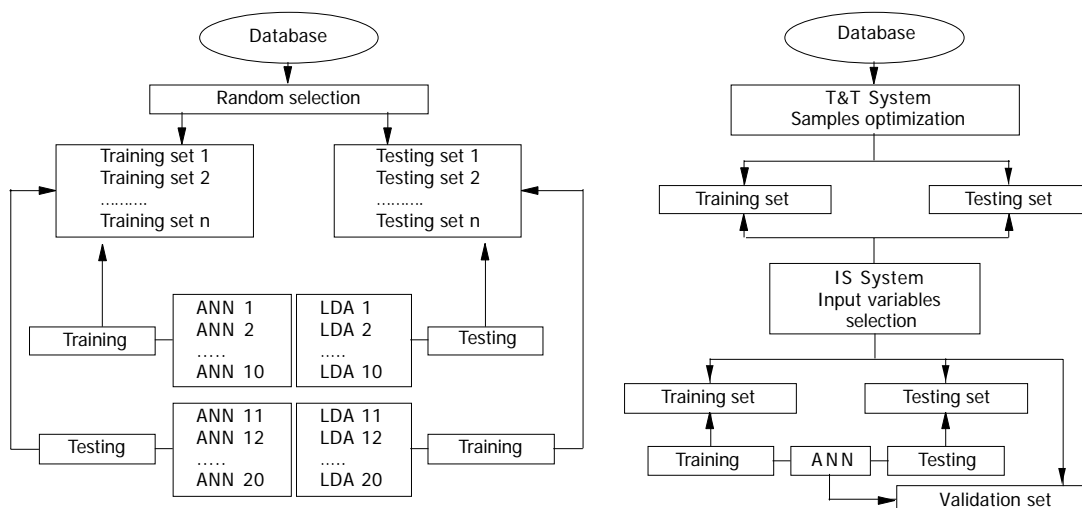 Database
Random selection
Training set 1
Training set 2
..........
Training set n
Testing set 1
Testing set 2
..........
Testing set n
Training
ANN 1
ANN 2
.....
ANN 10
LDA 1
LDA 2
.....
LDA 10
Testing
Testing
ANN 11
ANN 12
.....
ANN 20
LDA 11
LDA 12
.....
LDA 20
Training
Database
T&T System
Samples optimization
Training set
Testing set
IS System
Input variables
selection
Training set
Testing set
Training
ANN
Testing
Validation set